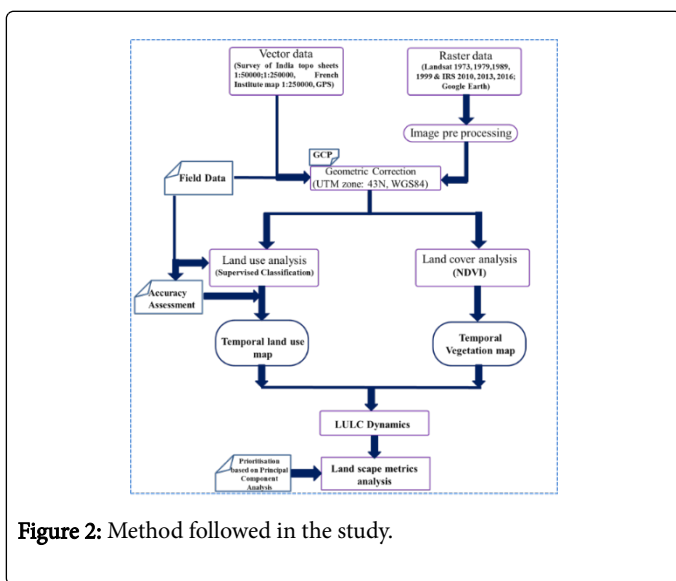 Vector data
(Survey of India topo sheets
1:50000;1:250000, French
Institute map 1:250000, GPS)
Raster data
(Landsat 1973, 1979,1989,
1999 & IRS 2010, 2013, 2016;
Google Earth)
Image pre processing
GCP
Geometric Correction
(UTM zone: 43N, WGS84)
Field Data
Land use analysis
(Supervised Classification)
Land cover analysis
(NDVI)
Accuracy
Assessment
Temporal land use
map
Temporal
Vegetation map
LULC Dynamics
Prioritisation
based on Principal
Component
Analysis
Land scape metrics
analysis
Figure 2: Method followed in the study.